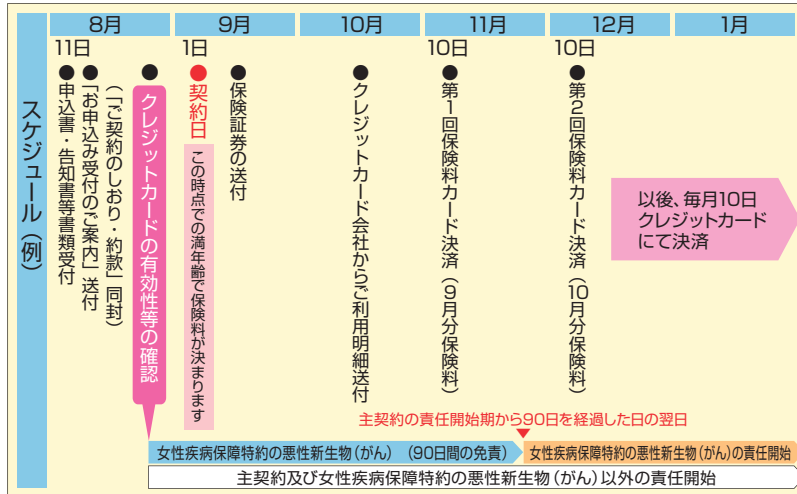 8月
9月
10月
11月
12月
1月
スケジュール（例）
11日
1日
10日
10日
申込書・告知書等書類受付
「お申込み受付のご案内」送付
（「ご契約のしおり・約款」同封）
クレジットカードの有効性等の確認
契約日
この時点での満年齢で保険料が決まります
保険証券の送付
クレジットカード会社からご利用明細送付
第1回保険料カード決済（9月分保険料）
第2回保険料カード決済（10月分保険料）
以後、毎月10日
クレジットカード
にて決済
主契約の責任開始期から90日を経過した日の翌日
女性疾病保障特約の悪性新生物（がん）（90日間の免責）
女性疾病保障特約の悪性新生物（がん）の責任開始
主契約及び女性疾病保障特約の悪性新生物（がん）以外の責任開始